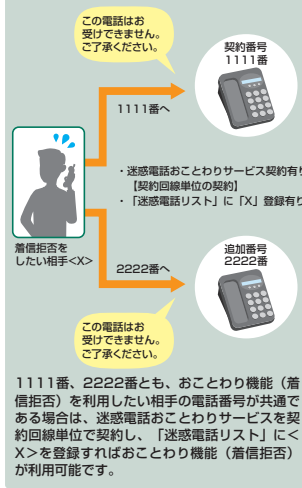 この電話はお
受けできません。
ご了承ください。
契約番号
1111番
1111番へ
・迷惑電話おことわりサービス契約有り
【契約回線単位の契約】
・「迷惑電話リスト」に「X」登録有り
着信拒否を
したい相手<X>
追加番号
2222番
2222番へ
この電話はお
受けできません。
ご了承ください。
1111番、2222番とも、おことわり機能（着
信拒否）を利用したい相手の電話番号が共通で
ある場合は、迷惑電話おことわりサービスを契
約回線単位で契約し、「迷惑電話リスト」に<
X>を登録すればおことわり機能（着信拒否）
が利用可能です。